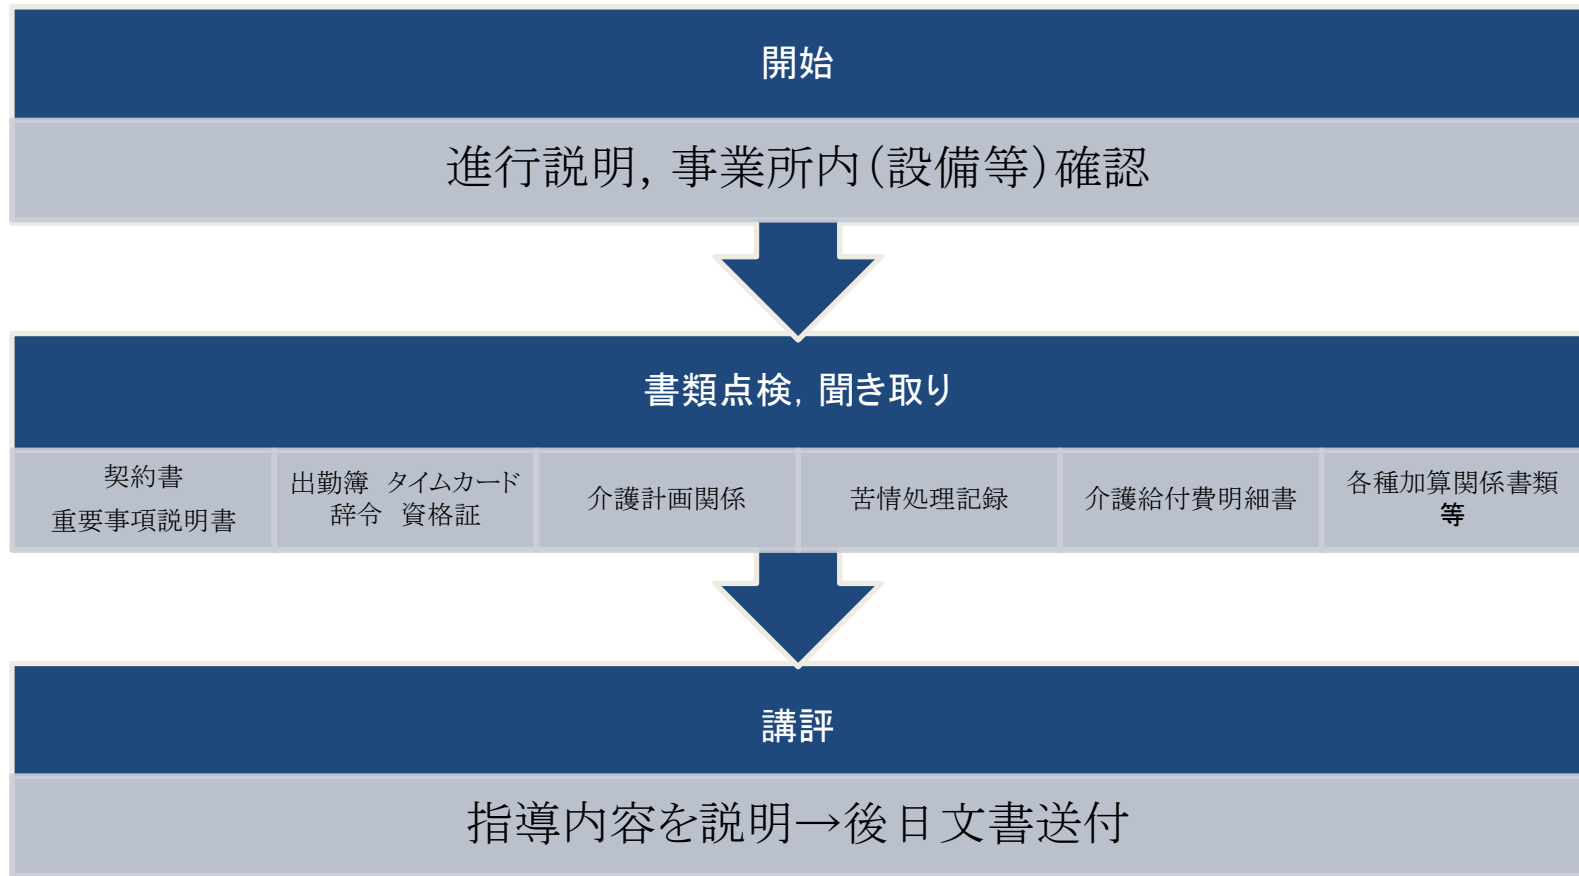 開始
進行説明，事業所内（設備等）確認
書類点検，聞き取り
契約書
重要事項説明書
出勤簿　タイムカード
辞令　資格証
介護計画関係
苦情処理記録
介護給付費明細書
各種加算関係書類
等
講評
指導内容を説明→後日文書送付